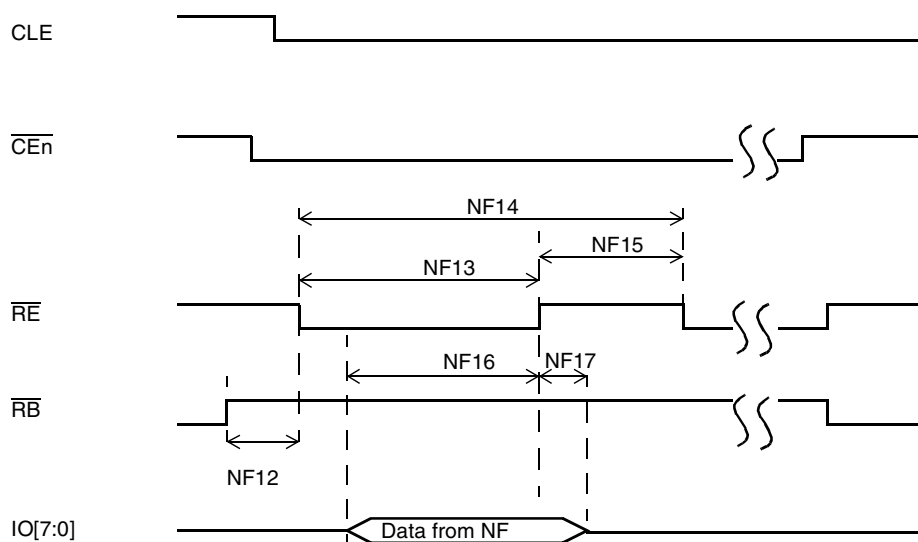 CLE
CEn
NF14
NF15
NF13
RE
NF16
NF17
RB
NF12
IO[7:0]
Data from NF